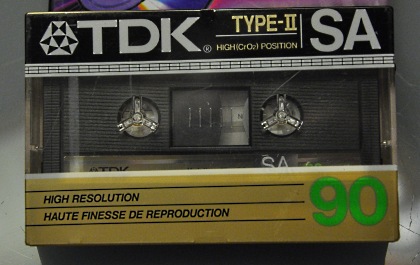 TDK® TYPE-II SA
HIGH(CrO2) POSITION
N
TDK SA
HIGH RESOLUTION
HAUTE FINESSE DE REPRODUCTION
90